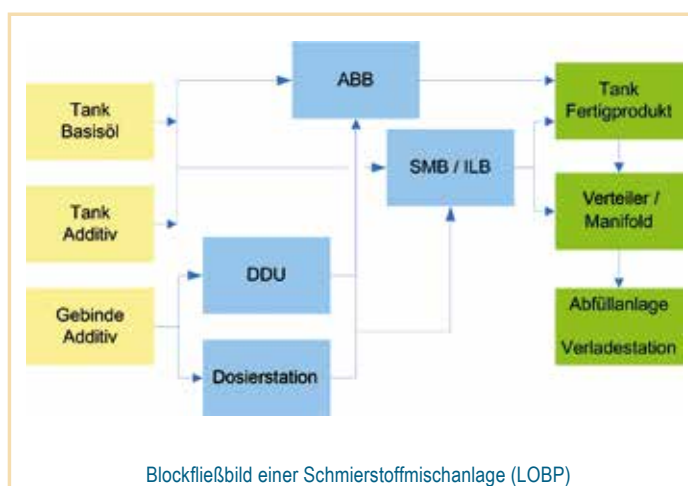 ABB
Tank
Basisöl
Tank
Fertigprodukt
SMB / ILB
Tank
Additiv
Verteiler /
Manifold
DDU
Gebinde
Additiv
Dosierstation
Abfüllanlage
Verladestation
Blockfließbild einer Schmierstoffmischanlage (LOBP)